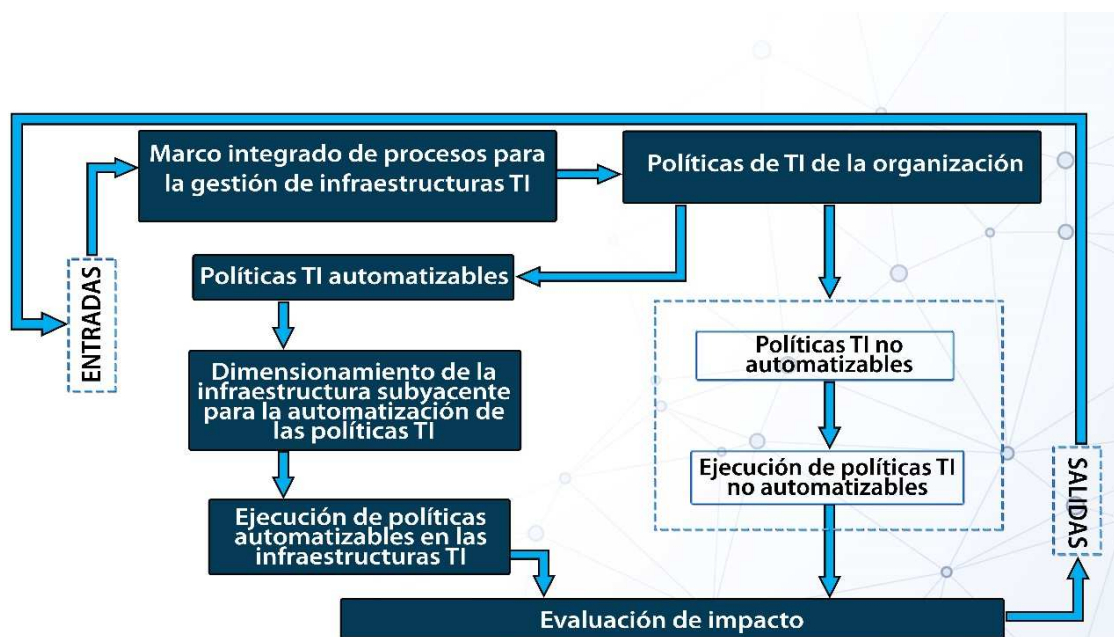 Marco integrado de procesos para
la gestión de infraestructuras TI
Políticas de TI de la organización
ENTRADAS
Políticas TI automatizables
Políticas TI no
automatizables
Dimensionamiento de la
infraestructura subyacente
para la automatización de
las políticas TI
Ejecución de políticas TI
no automatizables
SALIDAS
Ejecución de políticas
automatizables en las
infraestructuras TI
Evaluación de impacto